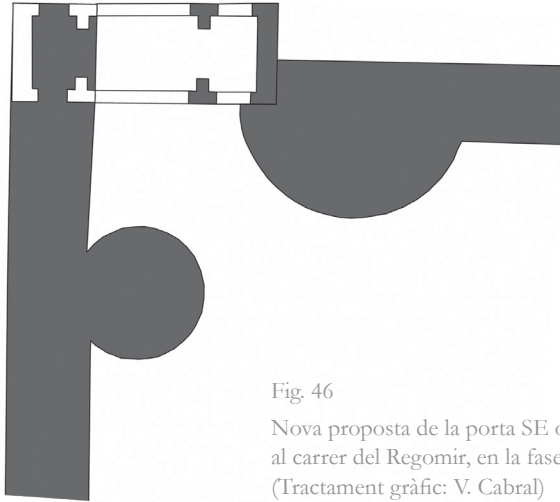 Fig. 46
Nova proposta de la porta SE
al carrer del Regomir, en la fase
(Tractament gràfic: V. Cabral)